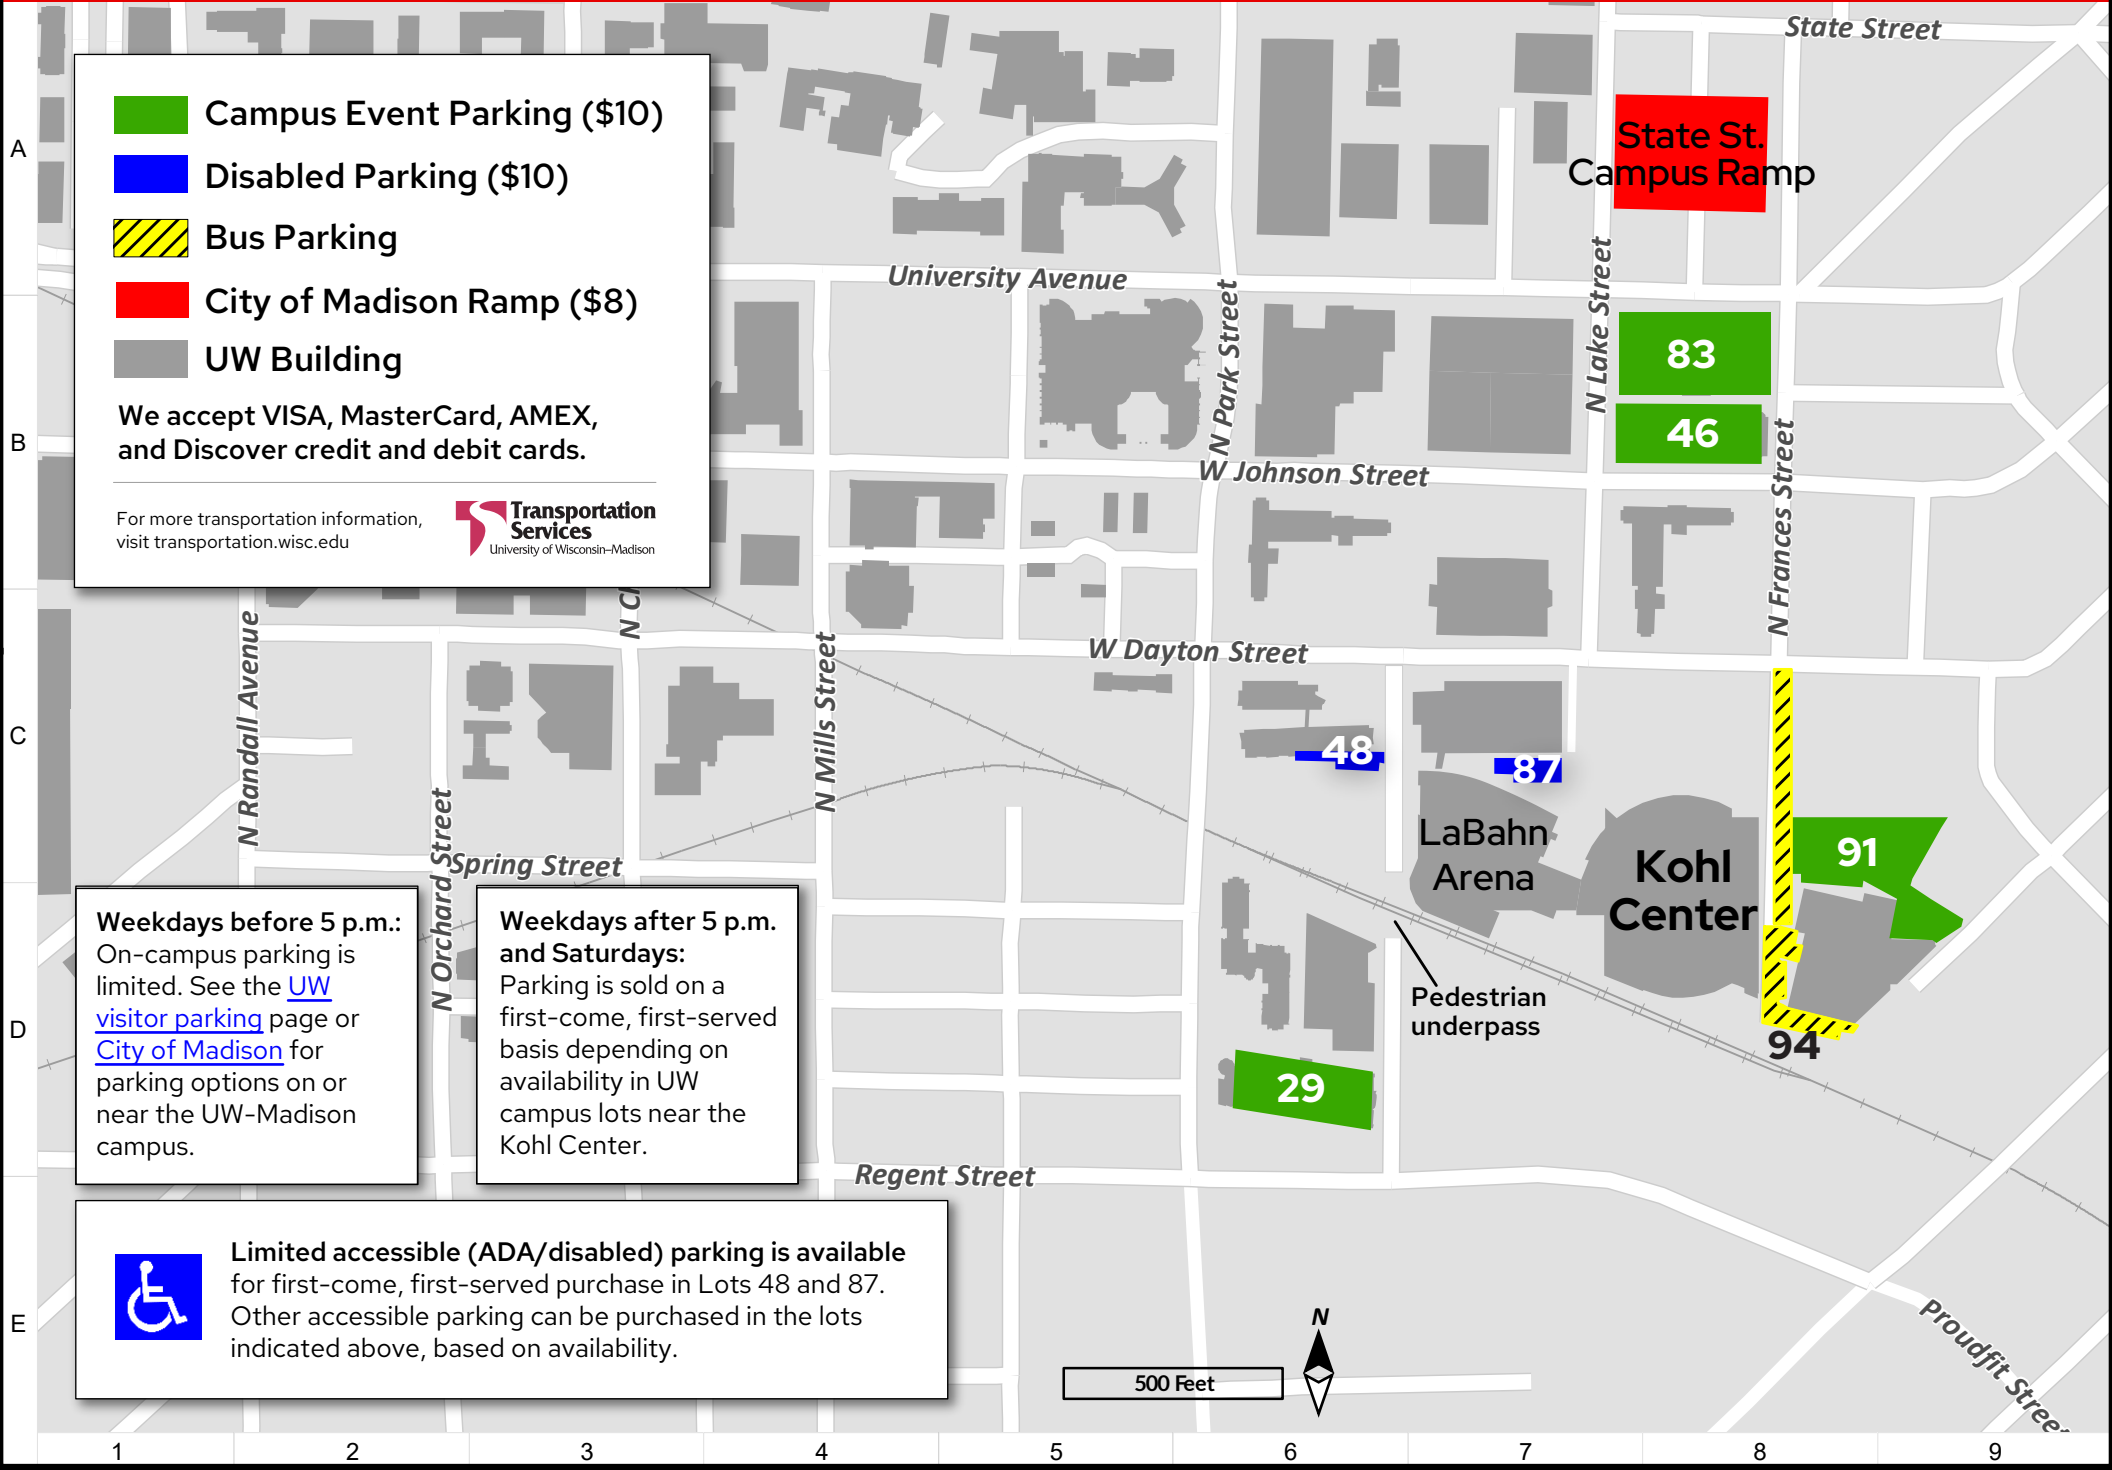 State Street
Campus Event Parking ($10)
Disabled Parking ($10)
Bus Parking
City of Madison Ramp ($8)
UW Building
We accept VISA, MasterCard, AMEX,
and Discover credit and debit cards.
For more transportation information,
visit transportation.wisc.edu
Transportation
Services
University of Wisconsin–Madison
A
State St.
Campus Ramp
University Avenue
N Park Street
N Lake Street
83
B
46
W Johnson Street
N Frances Street
N Randall Avenue
N Cl
N Mills Street
W Dayton Street
C
48
87
N Orchard Street
Spring Street
LaBahn
Arena
Kohl
Center
91
Weekdays before 5 p.m.:
On-campus parking is
limited. See the UW
visitor parking page or
City of Madison for
parking options on or
near the UW-Madison
campus.
Weekdays after 5 p.m.
and Saturdays:
Parking is sold on a
first-come, first-served
basis depending on
availability in UW
campus lots near the
Kohl Center.
Pedestrian
underpass
D
94
29
Regent Street
Limited accessible (ADA/disabled) parking is available
for first-come, first-served purchase in Lots 48 and 87.
Other accessible parking can be purchased in the lots
indicated above, based on availability.
E
N
500 Feet
Proudfit Street
1 2 3 4 5 6 7 8 9